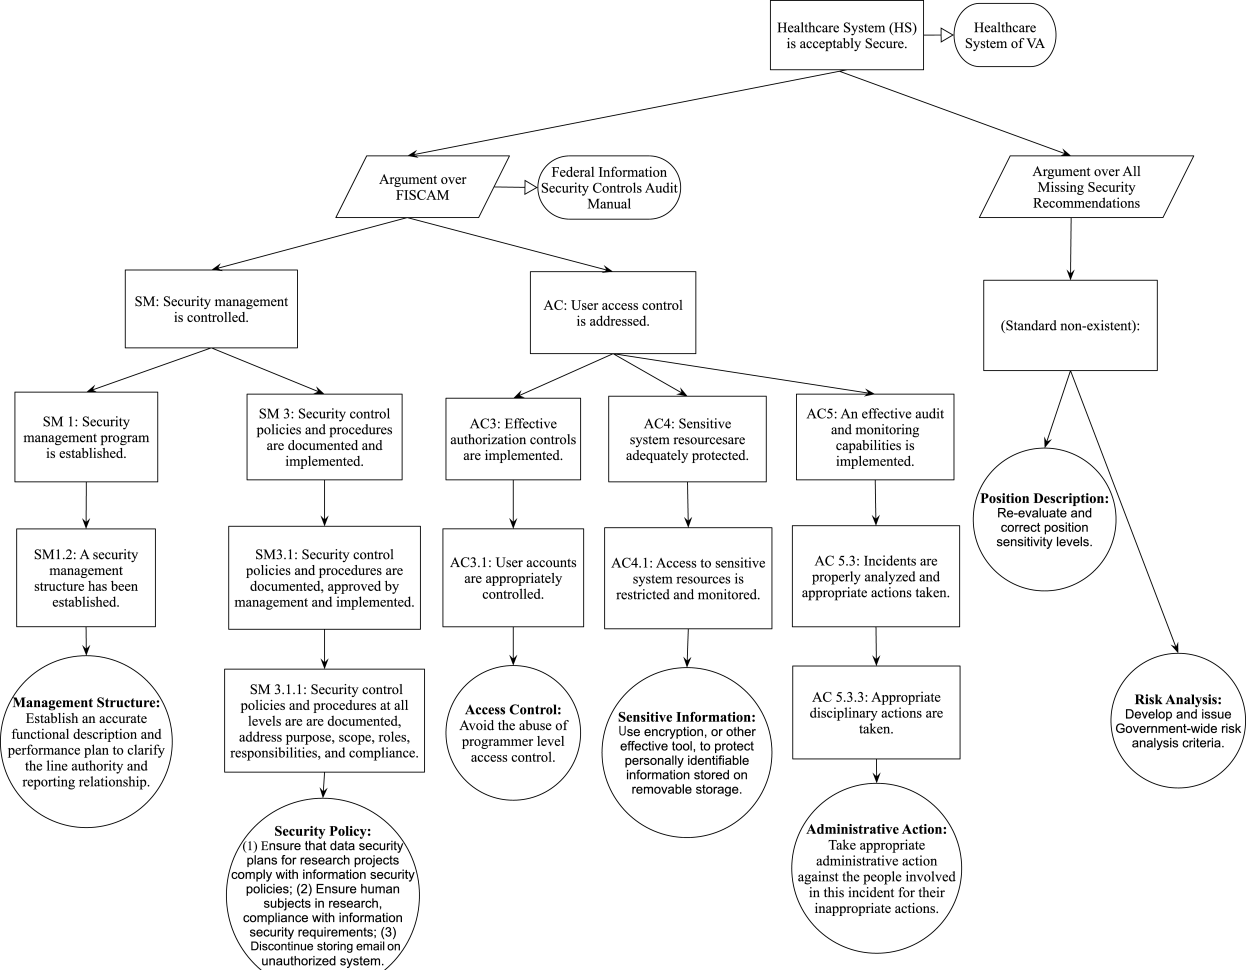 Healthcare System (HS)
is acceptably Secure.
Healthcare
System of VA
Argument over
FISCAM
Federal Information
Security Controls Audit
Manual
Argument over All
Missing Security
Recommendations
SM: Security management
is controlled.
AC: User access control
is addressed.
(Standard non-existent):
SM 1: Security
management program
is established.
SM 3: Security control
policies and procedures
are documented and
implemented.
AC3: Effective
authorization controls
are implemented.
AC4: Sensitive
system resourcesare
adequately protected.
AC5: An effective audit
and monitoring
capabilities is
implemented.
Position Description:
Re-evaluate and
correct position
sensitivity levels.
SM1.2: A security
management
structure has been
established.
SM3.1: Security control
policies and procedures are
documented, approved by
management and implemented.
AC3.1: User accounts
are appropriately
controlled.
AC4.1: Access to sensitive
system resources is
restricted and monitored.
AC 5.3: Incidents are
properly analyzed and
appropriate actions taken.
Management Structure:
Establish an accurate
functional description and
performance plan to clarify
the line authority and
reporting relationship.
SM 3.1.1: Security control
policies and procedures at all
levels are are documented,
address purpose, scope, roles,
responsibilities, and compliance.
Access Control:
Avoid the abuse of
programmer level
access control.
Sensitive Information:
Use encryption, or other
effective tool, to protect
personally identifiable
information stored on
removable storage.
AC 5.3.3: Appropriate
disciplinary actions are
taken.
Risk Analysis:
Develop and issue
Government-wide risk
analysis criteria.
Security Policy:
(1) Ensure that data security
plans for research projects
comply with information security
policies; (2) Ensure human
subjects in research,
compliance with information
security requirements; (3)
Discontinue storing email on
unauthorized system.
Administrative Action:
Take appropriate
administrative action
against the people involved
in this incident for their
inappropriate actions.